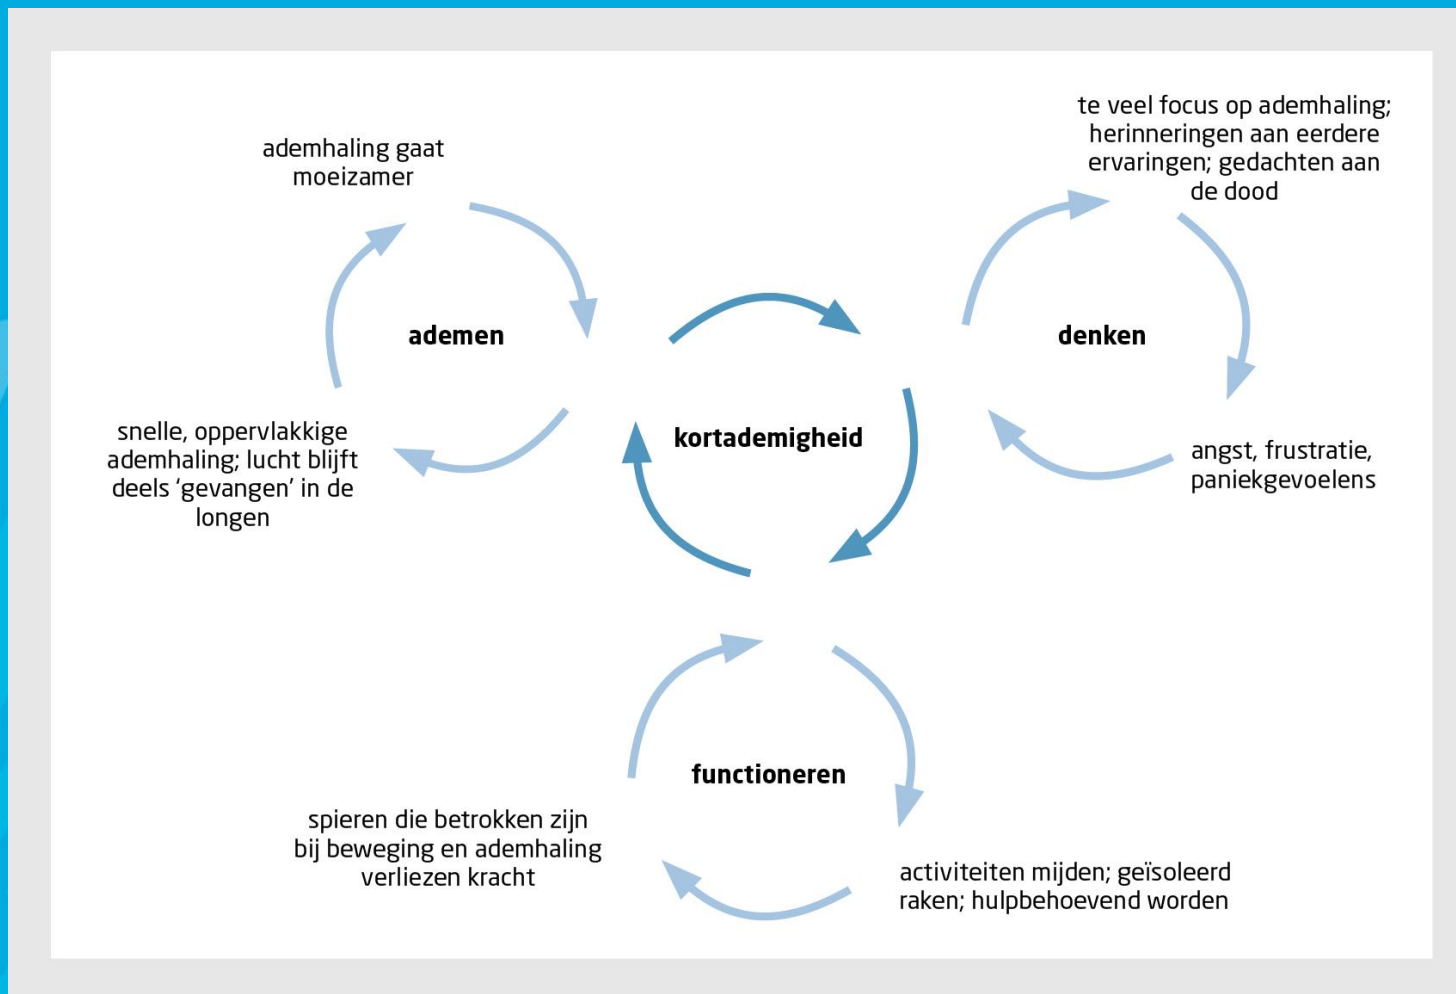 te veel focus op ademhaling;
herinneringen aan eerdere
ervaringen; gedachten aan
de dood
ademhaling gaat
moeizamer
ademen
denken
kortademigheid
snelle, oppervlakkige
ademhaling; lucht blijft
deels ‘gevangen’ in de
longen
angst, frustratie,
paniekgevoelens
functioneren
spieren die betrokken zijn
bij beweging en ademhaling
verliezen kracht
activiteiten mijden; geïsoleerd
raken; hulpbehoevend worden